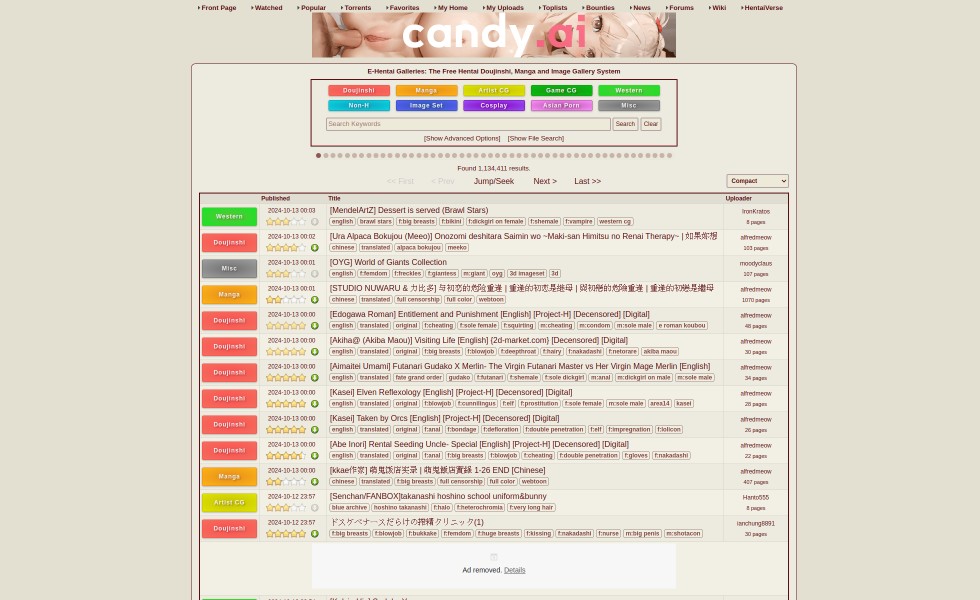 Front Page Watched Popular Torrents Favorites My Home My Uploads Toplists Bounties News Forums Wiki HentaiVerse
candy.ai
E-Hentai Galleries: The Free Hentai Doujinshi, Manga and Image Gallery System
Doujinshi Manga Artist CG Game CG Western
Non-H Image Set Cosplay Asian Porn Misc
Search Keywords Search Clear
[Show Advanced Options] [Show File Search]
Found 1,134,411 results.
<< First < Prev Jump/Seek Next > Last >> Compact
Published Title Uploader
Western 2024-10-13 00:03 [MendelArtZ] Dessert is served (Brawl Stars) IronKratos
english brawl stars f:big breasts f:bikini f:dickgirl on female f:shemale f:vampire western cg 8 pages
Doujinshi 2024-10-13 00:02 [Ura Alpaca Bokujou (Meeo)] Onozomi deshitara Saimin wo ~Maki-san Himitsu no Renai Therapy~ | 如果你想 alfredmeow
chinese translated alpaca bokujou meeko 103 pages
Misc 2024-10-13 00:01 [OYG] World of Giants Collection moodyclaus
english f:femdom f:freckles f:giantess m:giant oyg 3d imageset 3d 107 pages
Manga 2024-10-13 00:01 [STUDIO NUWARU & 力比多] 与初恋的危险重逢 | 重逢的初恋是继母 | 與初戀的危險重逢 | 重逢的初戀是繼母 alfredmeow
chinese translated full censorship full color webtoon 1070 pages
Doujinshi 2024-10-13 00:00 [Edogawa Roman] Entitlement and Punishment [English] [Project-H] [Decensored] [Digital] alfredmeow
english translated original f:cheating f:sole female f:squirting m:cheating m:condom m:sole male e roman koubou 48 pages
Doujinshi 2024-10-13 00:00 [Akiha@ (Akiba Maou)] Visiting Life [English] {2d-market.com} [Decensored] [Digital] alfredmeow
english translated original f:big breasts f:blowjob f:deepthroat f:hairy f:nakadashi f:netorare akiba maou 30 pages
Doujinshi 2024-10-13 00:00 [Aimaitei Umami] Futanari Gudako X Merlin- The Virgin Futanari Master vs Her Virgin Mage Merlin [English] alfredmeow
english translated fate grand order gudako f:futanari f:shemale f:sole dickgirl m:anal m:dickgirl on male m:sole male 34 pages
Doujinshi 2024-10-13 00:00 [Kasei] Elven Reflexology [English] [Project-H] [Decensored] [Digital] alfredmeow
english translated original f:blowjob f:cunnilingus f:elf f:prostitution f:sole female m:sole male area14 kasei 28 pages
Doujinshi 2024-10-13 00:00 [Kasei] Taken by Orcs [English] [Project-H] [Decensored] [Digital] alfredmeow
english translated original f:anal f:bondage f:defloration f:double penetration f:elf f:impregnation f:lolicon 26 pages
Doujinshi 2024-10-13 00:00 [Abe Inori] Rental Seeding Uncle- Special [English] [Project-H] [Decensored] [Digital] alfredmeow
english translated original f:anal f:big breasts f:blowjob f:cheating f:double penetration f:gloves f:nakadashi 22 pages
Manga 2024-10-13 00:00 [kkae作家] 萌鬼饭店实录 | 萌鬼飯店實錄 1-26 END [Chinese] alfredmeow
chinese translated f:big breasts full censorship full color webtoon 407 pages
Artist CG 2024-10-12 23:57 [Senchan/FANBOX]takanashi hoshino school uniform&bunny Hanto555
blue archive hoshino takanashi f:halo f:heterochromia f:very long hair 8 pages
Doujinshi 2024-10-12 23:57 ドスケベナースだらけの搾精クリニック(1) ianchung8891
f:big breasts f:blowjob f:bukkake f:femdom f:huge breasts f:kissing f:nakadashi f:nurse m:big penis m:shotacon 30 pages
Ad removed. Details